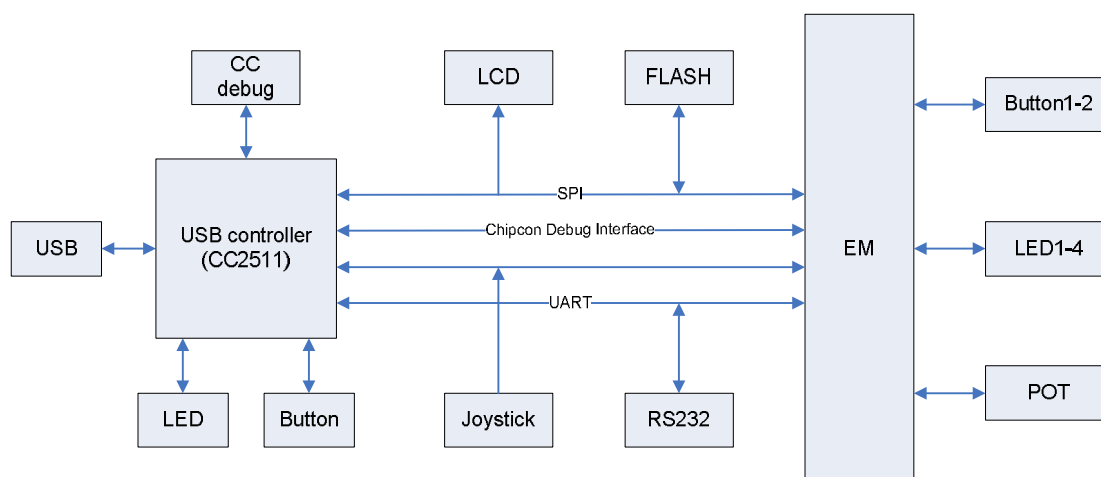 CC
debug
LCD
FLASH
Button1-2
SPI
Chipcon Debug Interface
USB
USB controller
(CC2511)
EM
LED1-4
UART
LED
Button
Joystick
RS232
POT